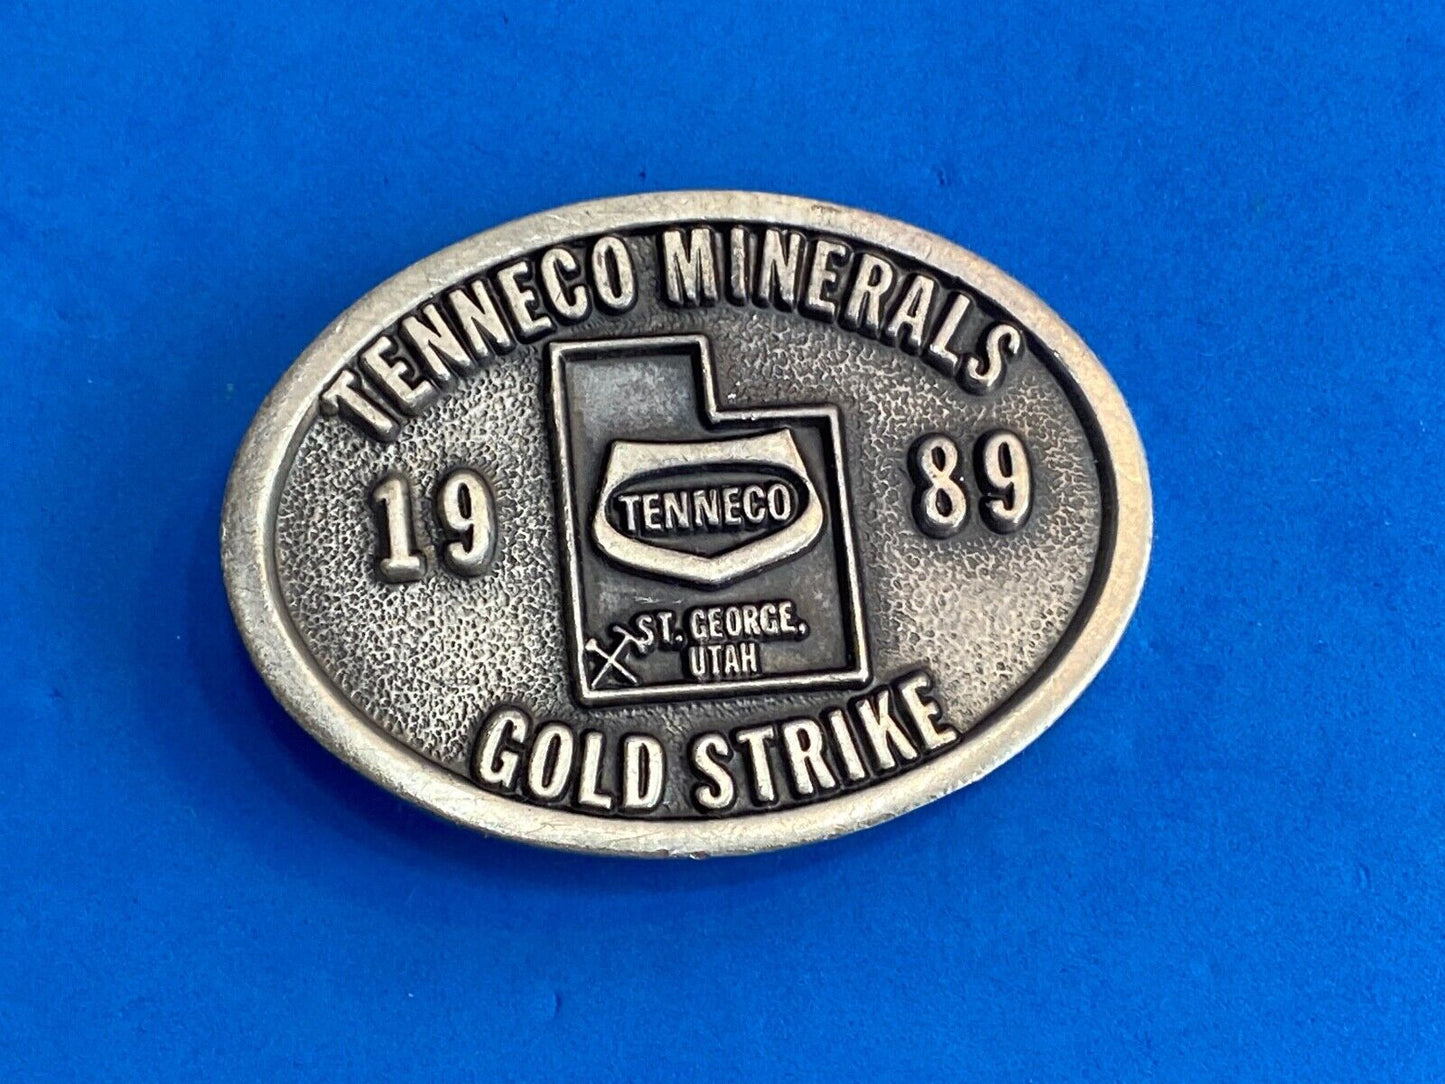 TENNECO MINERALS
19 89
TENNECO
ST. GEORGE,
UTAH
GOLD STRIKE